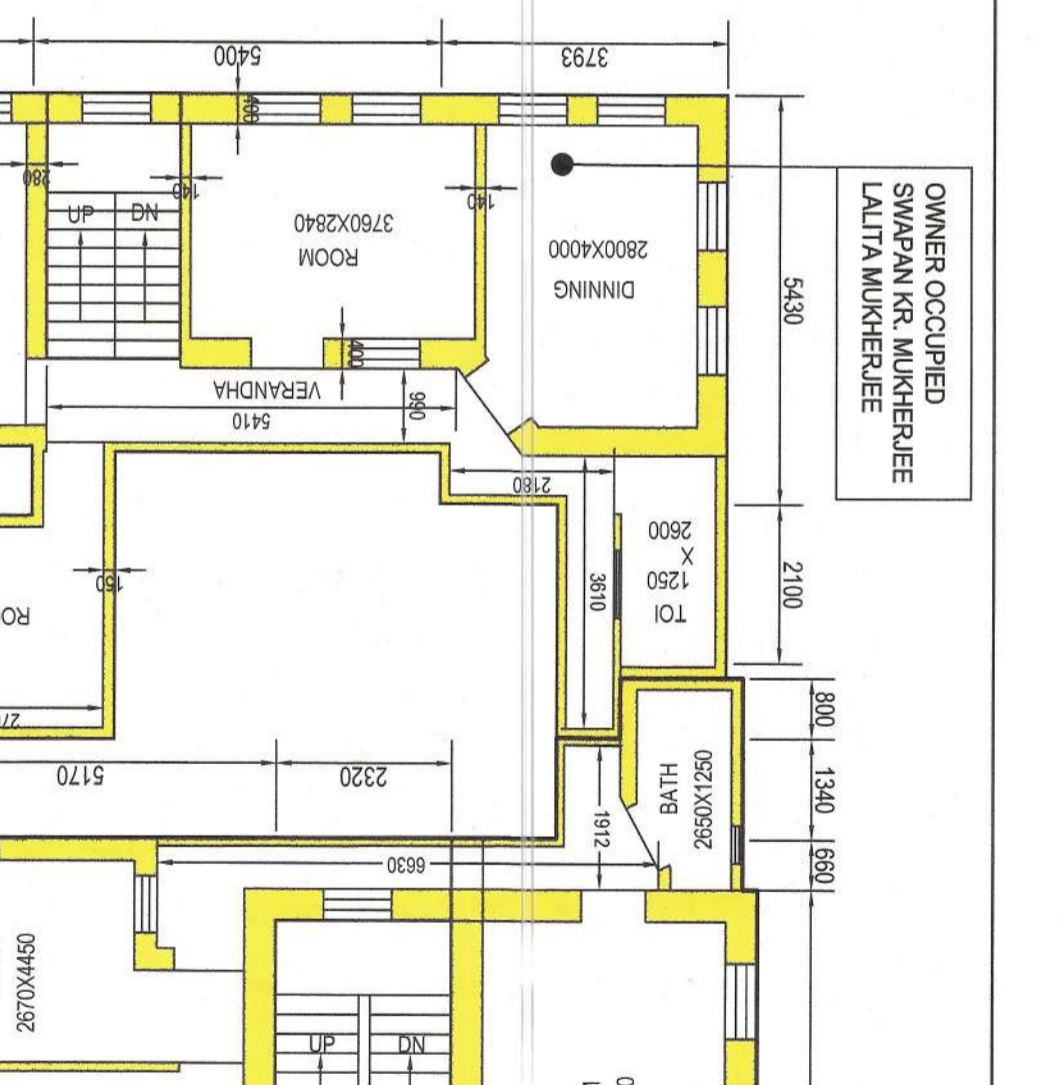 5400
3793
400
280
140
140
UP
DN
3760X2840
ROOM
2800X4000
DINNING
OWNER OCCUPIED
SWAPAN KR. MUKHERJEE
LALITA MUKHERJEE
5430
400
VERANDHA
5410
990
2180
2600
X
1250
TOI
3610
2100
150
5170
2320
800
1340
660
BATH
2650X1250
1912
6630
2670X4450
UP
DN